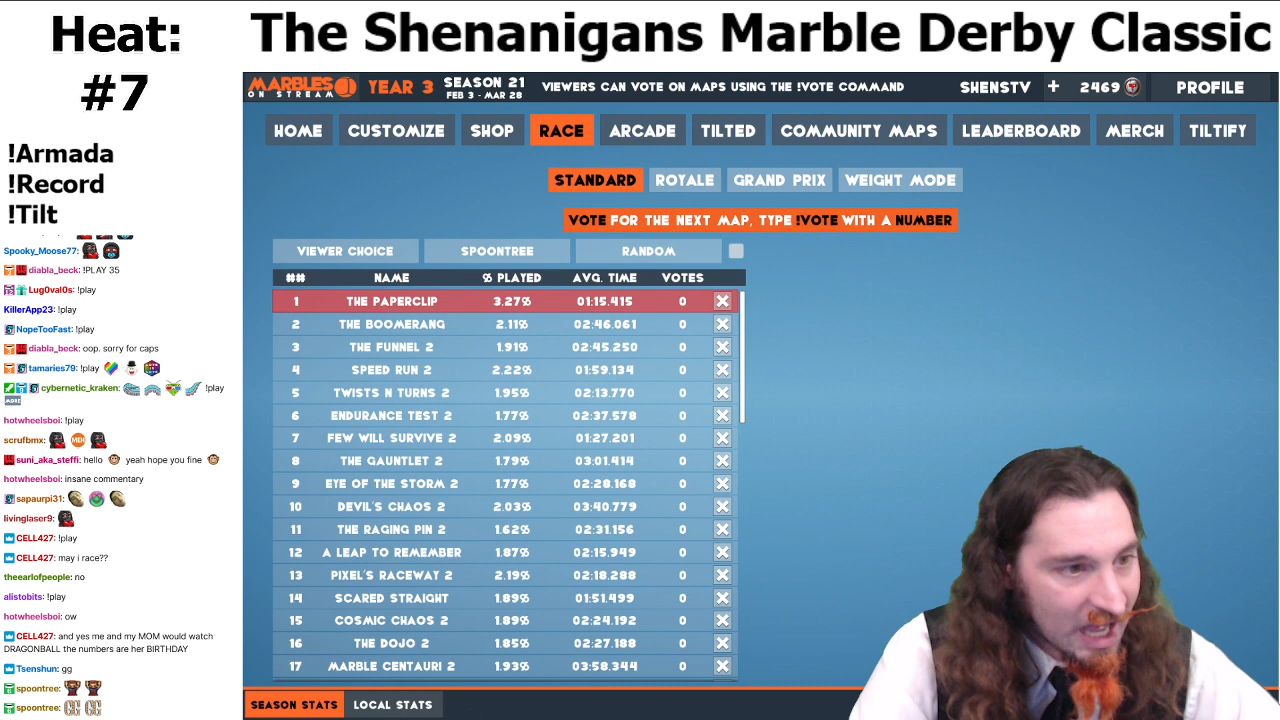 Heat:
#7
The Shenanigans Marble Derby Classic
!Armada
!Record
!Tilt
Spooky_Moose77:
diabla_beck: !PLAY 35
Lug0val0s: !play
KillerApp23: !play
NopeTooFast: !play
diabla_beck: oop. sorry for caps
tamaries79: !play
cybernetic_kraken: !play
MORE
hotwheelsboi: !play
scrufbmx: MEH
suni_aka_steffi: hello yeah hope you fine
hotwheelsboi: insane commentary
sapaurpi31:
livinglaser9:
CELL427: !play
CELL427: may i race??
theearlofpeople: no
alistobits: !play
hotwheelsboi: ow
CELL427: and yes me and my MOM would watch
DRAGONBALL the numbers are her BIRTHDAY
Tsenshun: gg
spoontree:
spoontree: GG GG
MARBLES ON STREAM YEAR 3 SEASON 21 FEB 3 - MAR 28 VIEWERS CAN VOTE ON MAPS USING THE !VOTE COMMAND SHENSTV + 2469 PROFILE
HOME CUSTOMIZE SHOP RACE ARCADE TILTED COMMUNITY MAPS LEADERBOARD MERCH TILTIFY
STANDARD ROYALE GRAND PRIX WEIGHT MODE
VOTE FOR THE NEXT MAP, TYPE !VOTE WITH A NUMBER
VIEWER CHOICE SPOONTREE RANDOM
## NAME % PLAYED AVG. TIME VOTES
1 THE PAPERCLIP 3.27% 01:15.415 0
2 THE BOOMERANG 2.11% 02:46.061 0
3 THE FUNNEL 2 1.91% 02:45.250 0
4 SPEED RUN 2 2.22% 01:59.134 0
5 TWISTS N TURNS 2 1.95% 02:13.770 0
6 ENDURANCE TEST 2 1.77% 02:37.578 0
7 FEW WILL SURVIVE 2 2.09% 01:27.201 0
8 THE GAUNTLET 2 1.79% 03:01.414 0
9 EYE OF THE STORM 2 1.77% 02:28.168 0
10 DEVIL'S CHAOS 2 2.03% 03:40.779 0
11 THE RAGING PIN 2 1.62% 02:31.156 0
12 A LEAP TO REMEMBER 1.87% 02:15.949 0
13 PIXEL'S RACEWAY 2 2.19% 02:18.288 0
14 SCARED STRAIGHT 1.89% 01:51.499 0
15 COSMIC CHAOS 2 1.89% 02:24.192 0
16 THE DOJO 2 1.85% 02:27.188 0
17 MARBLE CENTAURI 2 1.93% 03:58.344 0
SEASON STATS LOCAL STATS